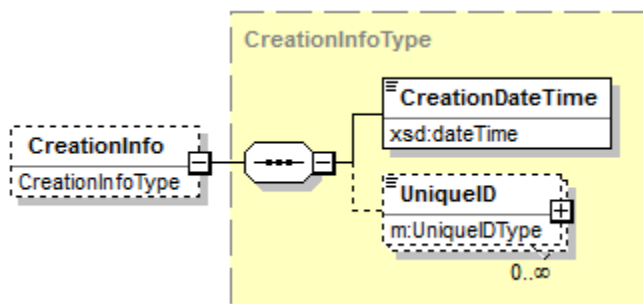 CreationInfoType
CreationDateTime
xsd:dateTime
CreationInfo
CreationInfoType
UniqueID
m:UniqueIDType
0..∞